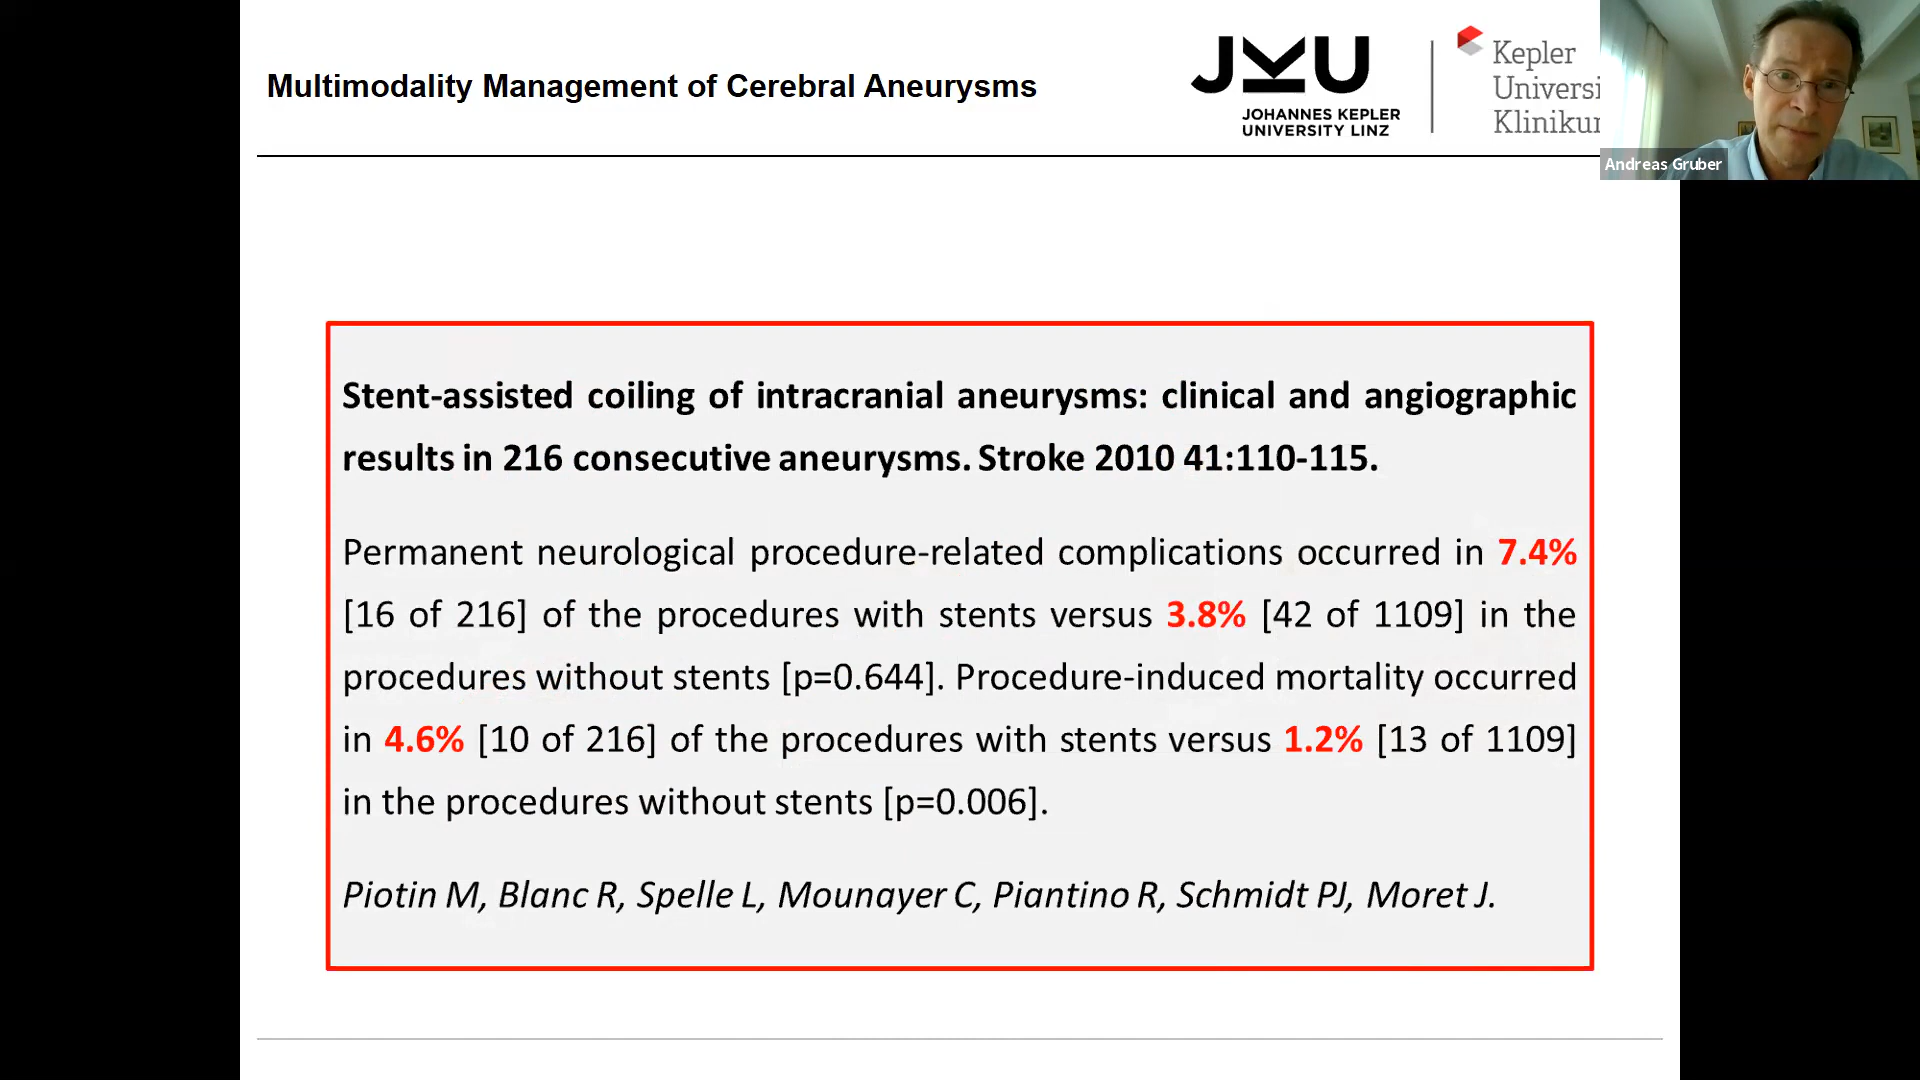 Multimodality Management of Cerebral Aneurysms
JKU
JOHANNES KEPLER
UNIVERSITY LINZ
Kepler
Universi
Klinikur
Andreas Gruber
Stent-assisted coiling of intracranial aneurysms: clinical and angiographic
results in 216 consecutive aneurysms. Stroke 2010 41:110-115.
Permanent neurological procedure-related complications occurred in 7.4%
[16 of 216] of the procedures with stents versus 3.8% [42 of 1109] in the
procedures without stents [p=0.644]. Procedure-induced mortality occurred
in 4.6% [10 of 216] of the procedures with stents versus 1.2% [13 of 1109]
in the procedures without stents [p=0.006].
Piotin M, Blanc R, Spelle L, Mounayer C, Piantino R, Schmidt PJ, Moret J.